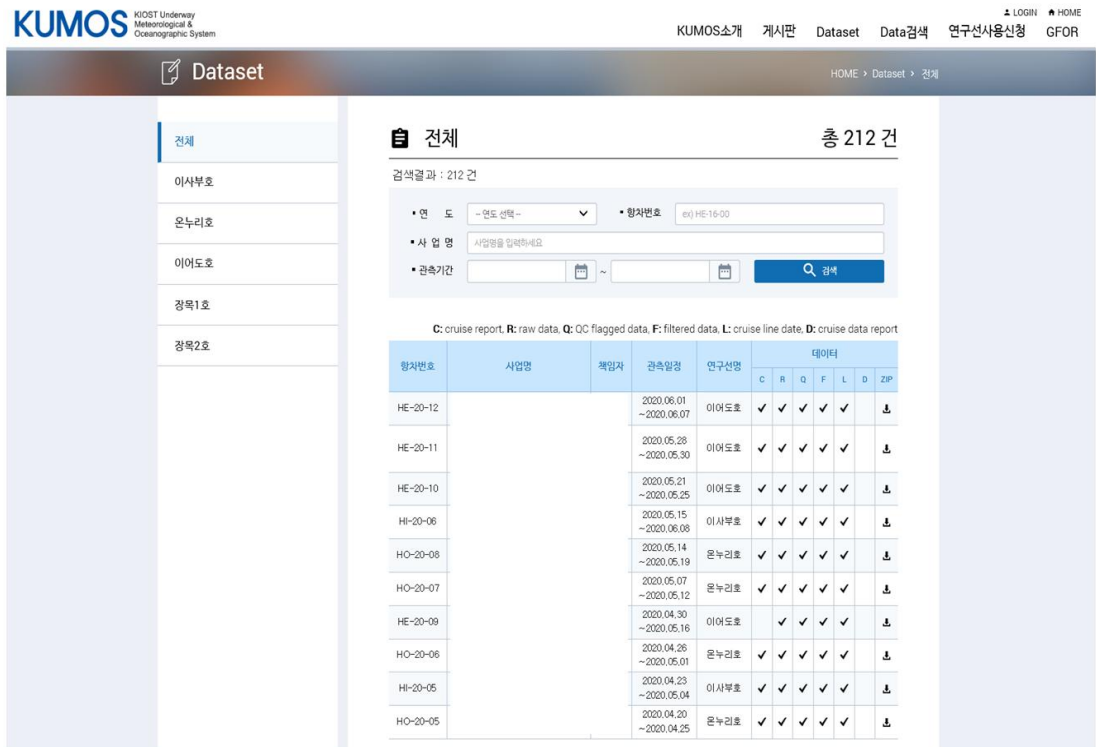 KUMOS
KIOST Underway
Meteorological &
Oceanographic System
LOGIN HOME
KUMOS소개 게시판 Dataset Data검색 연구선사용신청 GFOR
Dataset
HOME > Dataset > 전체
전체
이사부호
온누리호
이어도호
장목1호
장목2호
전체 총 212 건
검색결과 : 212 건
연 도 - 연도 선택 - 항차번호 ex) HE-16-00
사 업 명 사업명을 입력하세요
관측기간 ~ 검색
C: cruise report, R: raw data, Q: QC flagged data, F: filtered data, L: cruise line date, D: cruise data report
항차번호 사업명 책임자 관측일정 연구선명 데이터
C R Q F L D ZIP
HE-20-12 2020.06.01 ~2020.06.07 이어도호 ✓ ✓ ✓ ✓ ✓
HE-20-11 2020.05.28 ~2020.05.30 이어도호 ✓ ✓ ✓ ✓ ✓
HE-20-10 2020.05.21 ~2020.05.25 이어도호 ✓ ✓ ✓ ✓ ✓
HI-20-06 2020.05.15 ~2020.06.08 이사부호 ✓ ✓ ✓ ✓ ✓
HO-20-08 2020.05.14 ~2020.05.19 온누리호 ✓ ✓ ✓ ✓ ✓
HO-20-07 2020.05.07 ~2020.05.12 온누리호 ✓ ✓ ✓ ✓ ✓
HE-20-09 2020.04.30 ~2020.05.16 이어도호 ✓ ✓ ✓ ✓
HO-20-06 2020.04.26 ~2020.05.01 온누리호 ✓ ✓ ✓ ✓ ✓
HI-20-05 2020.04.23 ~2020.05.04 이사부호 ✓ ✓ ✓ ✓ ✓
HO-20-05 2020.04.20 ~2020.04.25 온누리호 ✓ ✓ ✓ ✓ ✓